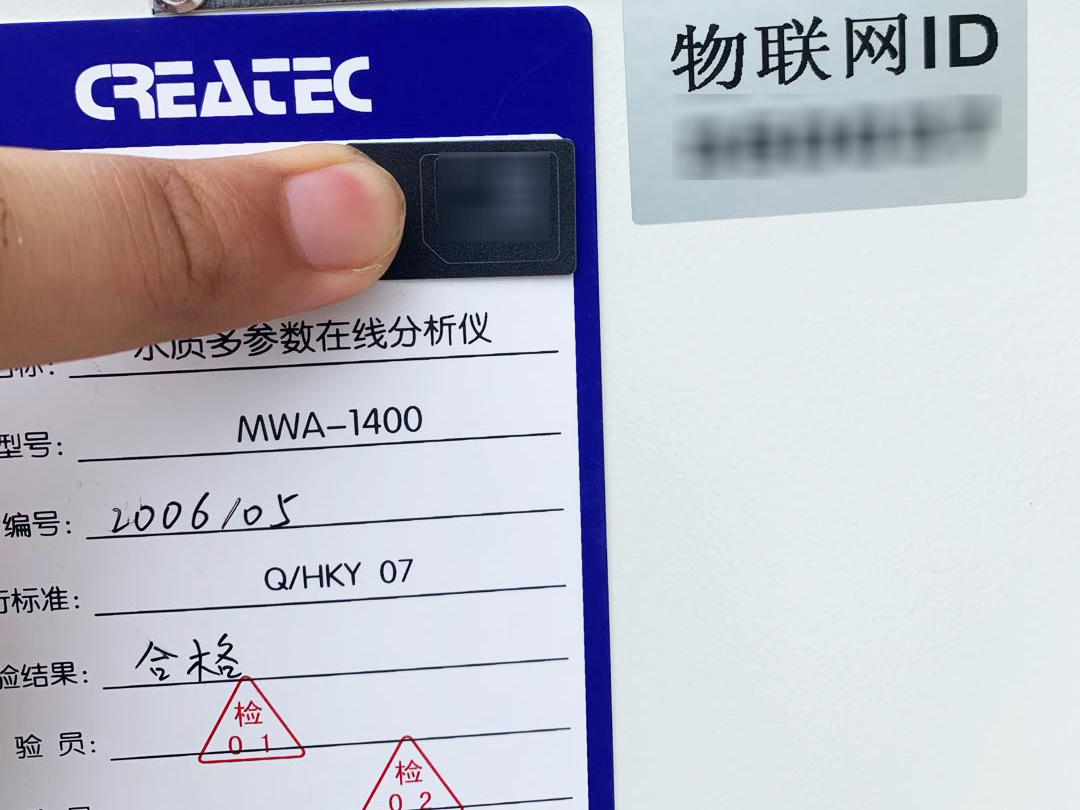 CREATEC
物联网ID
水质多参数在线分析仪
型号: MWA-1400
编号: 2006/05
行标准: Q/HKY 07
验结果: 合格
检
01
验 员:
检
02